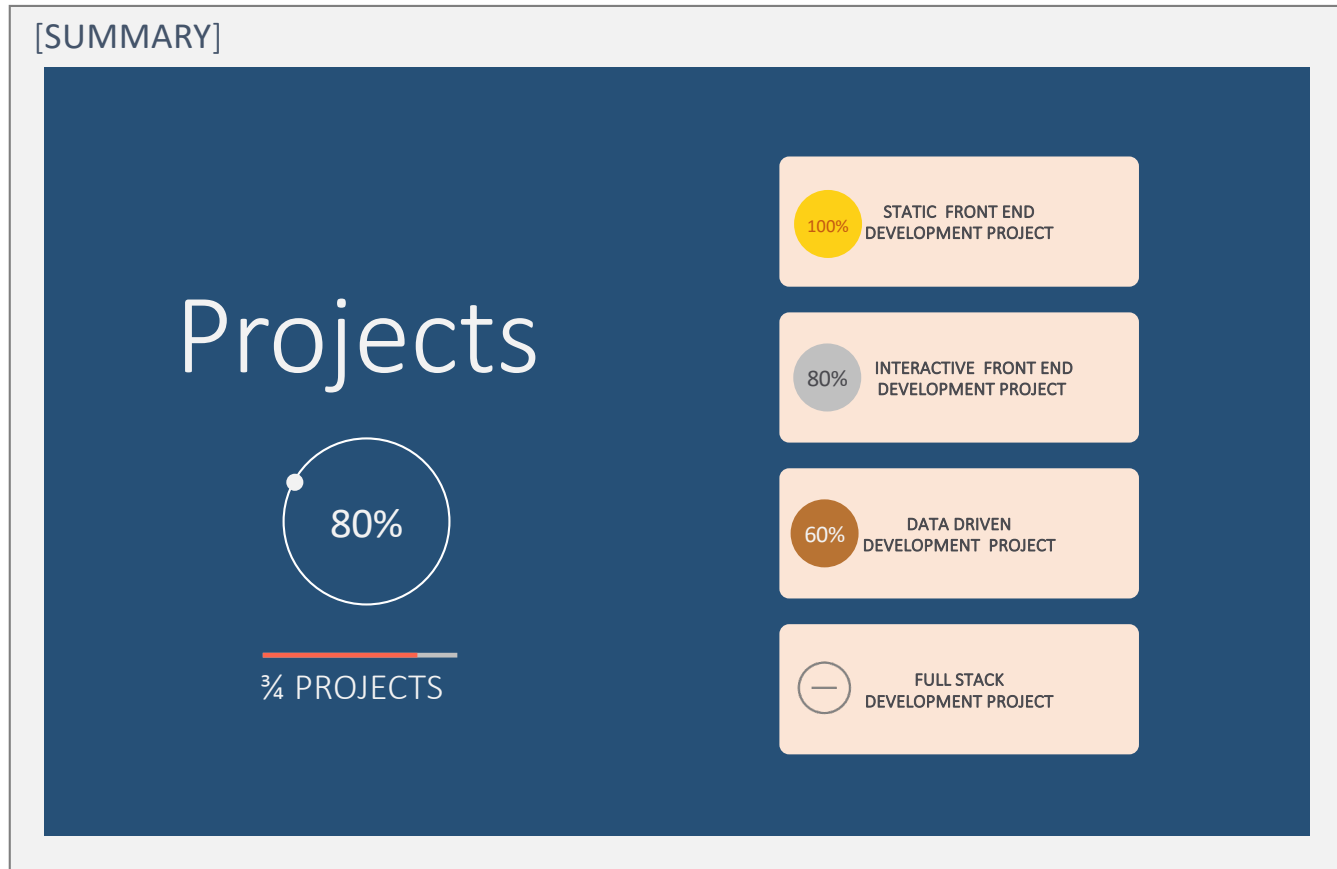 [SUMMARY]
Projects
80%
¾ PROJECTS
100%
STATIC FRONT END
DEVELOPMENT PROJECT
80%
INTERACTIVE FRONT END
DEVELOPMENT PROJECT
60%
DATA DRIVEN
DEVELOPMENT PROJECT
FULL STACK
DEVELOPMENT PROJECT